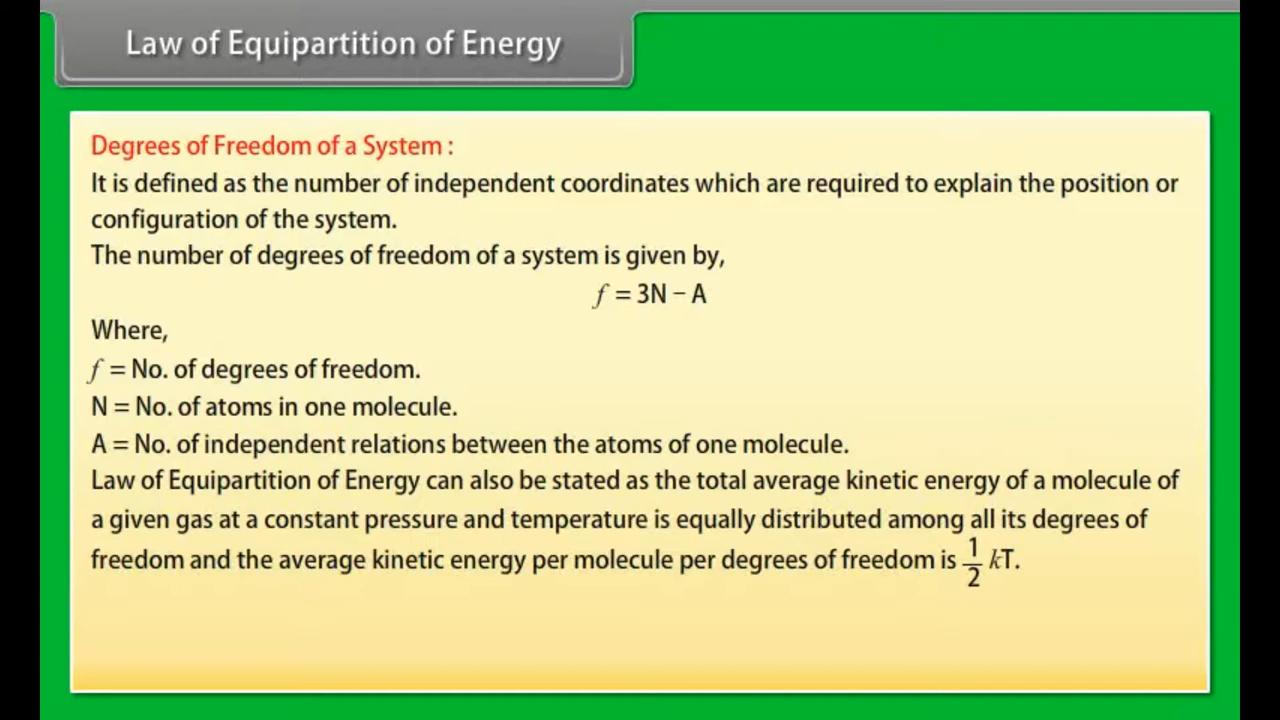 Law of Equipartition of Energy
Degrees of Freedom of a System :
It is defined as the number of independent coordinates which are required to explain the position or
configuration of the system.
The number of degrees of freedom of a system is given by,
f = 3N – A
Where,
f = No. of degrees of freedom.
N = No. of atoms in one molecule.
A = No. of independent relations between the atoms of one molecule.
Law of Equipartition of Energy can also be stated as the total average kinetic energy of a molecule of
a given gas at a constant pressure and temperature is equally distributed among all its degrees of
freedom and the average kinetic energy per molecule per degrees of freedom is 1/2 kT.